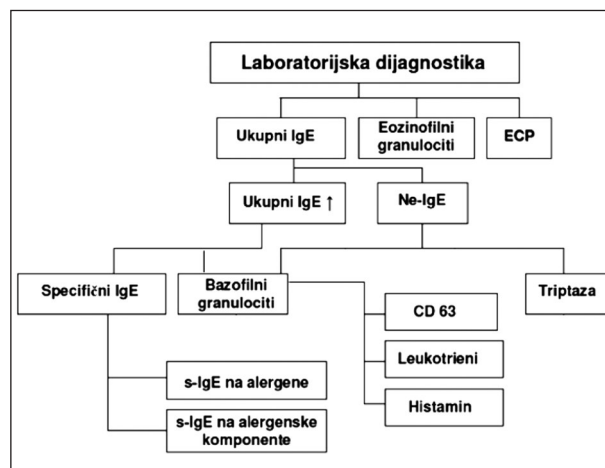 Laboratorijska dijagnostika
Ukupni IgE
Eozinofilni
granulociti
ECP
Ukupni IgE ↑
Ne-IgE
Specifični IgE
Bazofilni
granulociti
Triptaza
CD 63
Leukotrieni
Histamin
s-IgE na alergene
s-IgE na alergenske
komponente